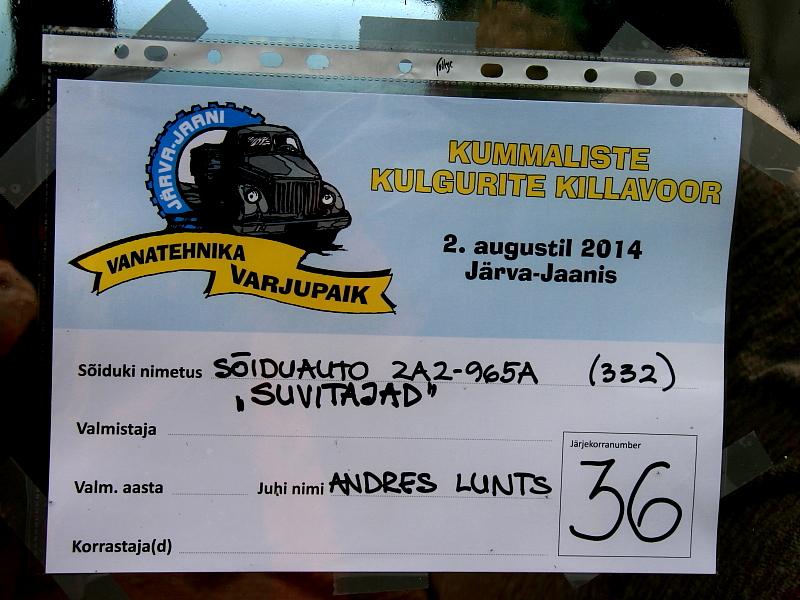 JÄRVA-JAANI
VANATEHNIKA
VARJUPAIK
KUMMALISTE
KULGURITE KILLAVOOR
2. augustil 2014
Järva-Jaanis
Sõiduki nimetus SÕIDUAUTO 2A2-965A (332)
„SUVITAJAD”
Valmistaja
Järjekorranumber
36
Valm. aasta Juhi nimi ANDRES LUNTS
Korrastaja(d)